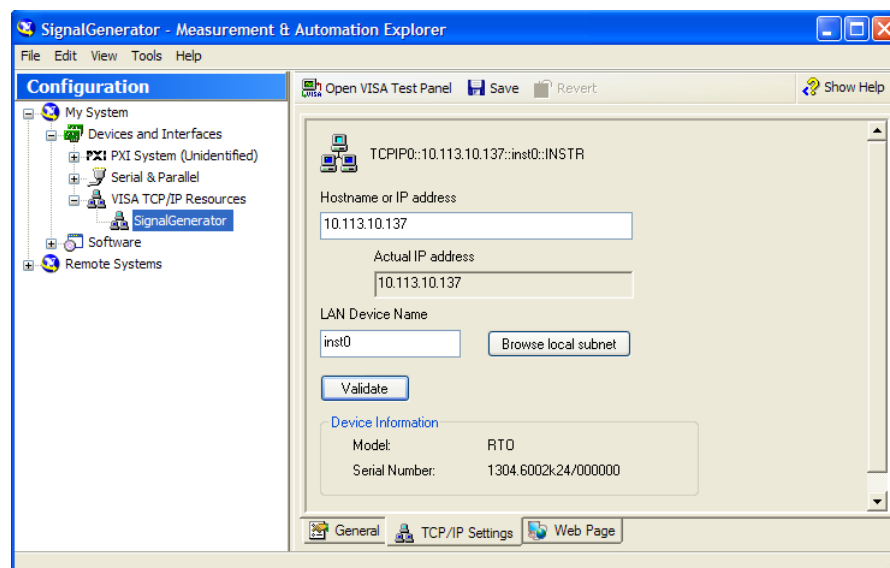 SignalGenerator - Measurement & Automation Explorer
File Edit View Tools Help
Configuration
My System
Devices and Interfaces
PXI PXI System (Unidentified)
Serial & Parallel
VISA TCP/IP Resources
SignalGenerator
Software
Remote Systems
VISA Open VISA Test Panel Save Revert Show Help
TCPIP0::10.113.10.137::inst0::INSTR
Hostname or IP address
10.113.10.137
Actual IP address
10.113.10.137
LAN Device Name
inst0 Browse local subnet
Validate
Device Information
Model: RTO
Serial Number: 1304.6002k24/000000
General TCP/IP Settings Web Page